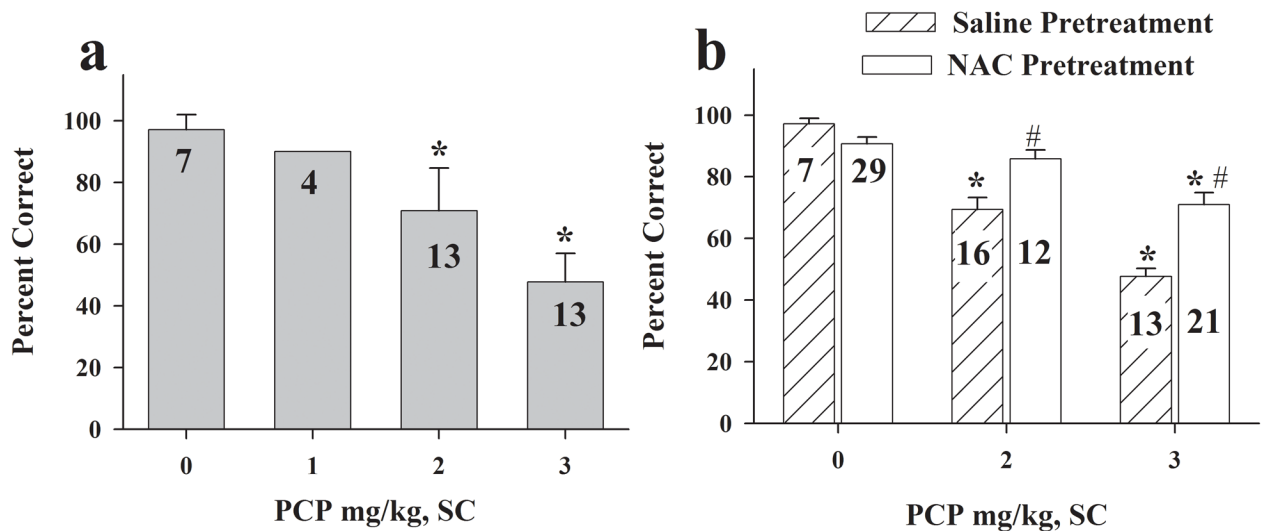 a
Percent Correct
100
80
60
40
20
0
7
4
*
13
*
13
0 1 2 3
PCP mg/kg, SC
b
Saline Pretreatment
NAC Pretreatment
Percent Correct
100
80
60
40
20
0
7
29
*
16
#
12
*
13
* #
21
0 2 3
PCP mg/kg, SC